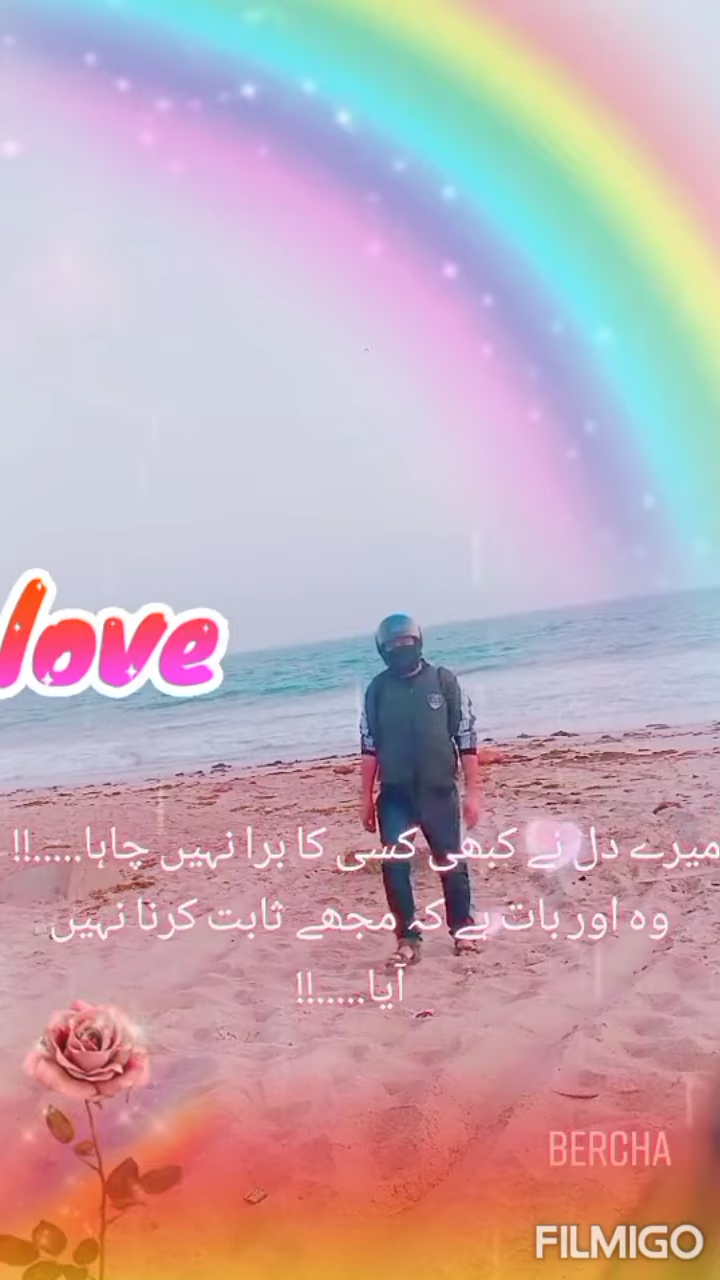 love
میرے دل نے کبھی کسی کا برا نہیں چاہا.....!!
وہ اور بات ہے کہ مجھے ثابت کرنا نہیں
آیا.....!!
BERCHA
FILMIGO